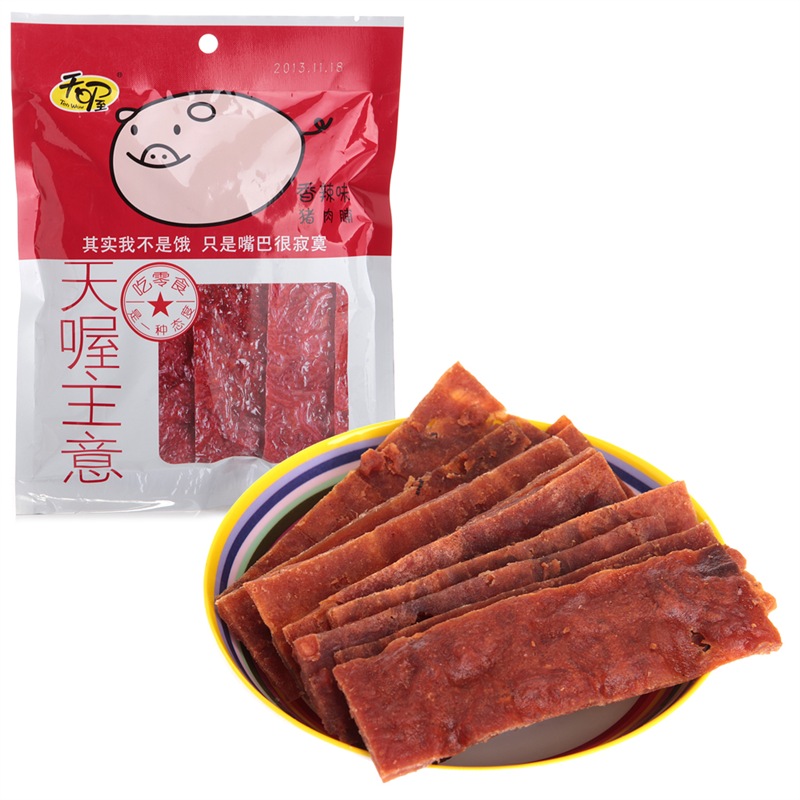 2013.11.18
天喔
Ten Wow
香辣味
猪肉脯
其实我不是饿 只是嘴巴很寂寞
吃零食
是一种态度
天喔主意